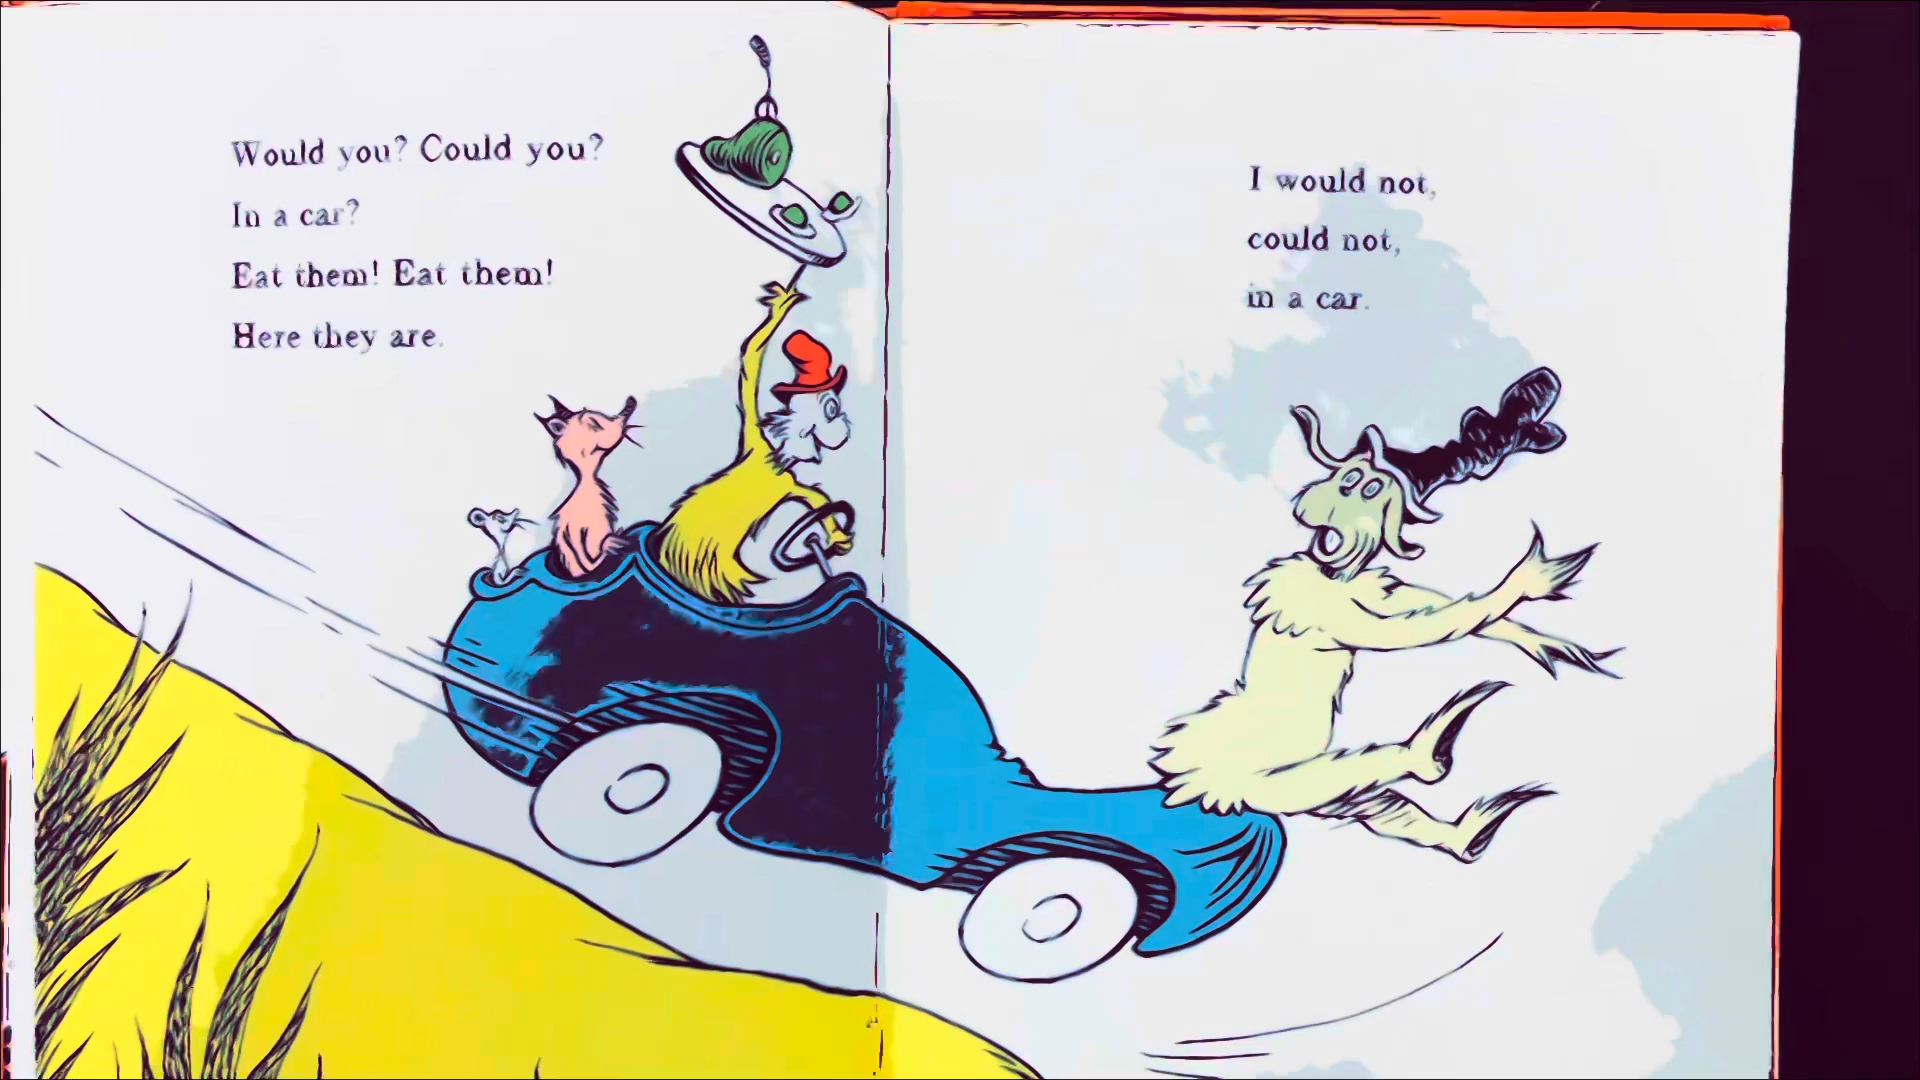 Would you? Could you?
In a car?
Eat them! Eat them!
Here they are.
I would not,
could not,
in a car.